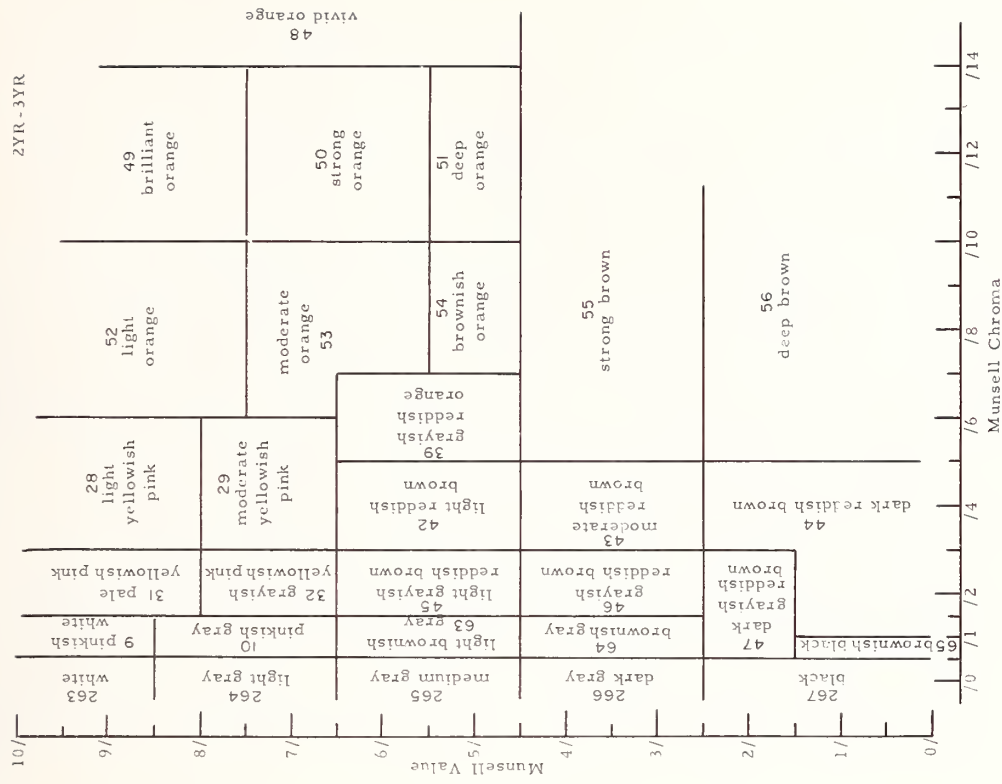 2YR-3YR
48
vivid orange
49
brilliant
orange
50
strong
orange
51
deep
orange
52
light
orange
moderate
orange
53
54
brownish
orange
55
strong brown
56
deep brown
28
light
yellowish
pink
29
moderate
yellowish
pink
39
grayish
reddish
orange
42
light reddish
brown
43
moderate
reddish
brown
44
dark reddish brown
31 pale
yellowish pink
32 grayish
yellowish pink
45
light grayish
reddish brown
46
grayish
reddish brown
47
dark
grayish
reddish
brown
9 pinkish
white
10
pinkish gray
63 gray
light brownish
64
brownish gray
65 brownish black
263
white
264
light gray
265
medium gray
266
dark gray
267
black
10/
9/
8/
7/
6/
5/
4/
3/
2/
1/
0/
Munsell Value
/0
/1
/2
/4
/6
/8
/10
/12
/14
Munsell Chroma